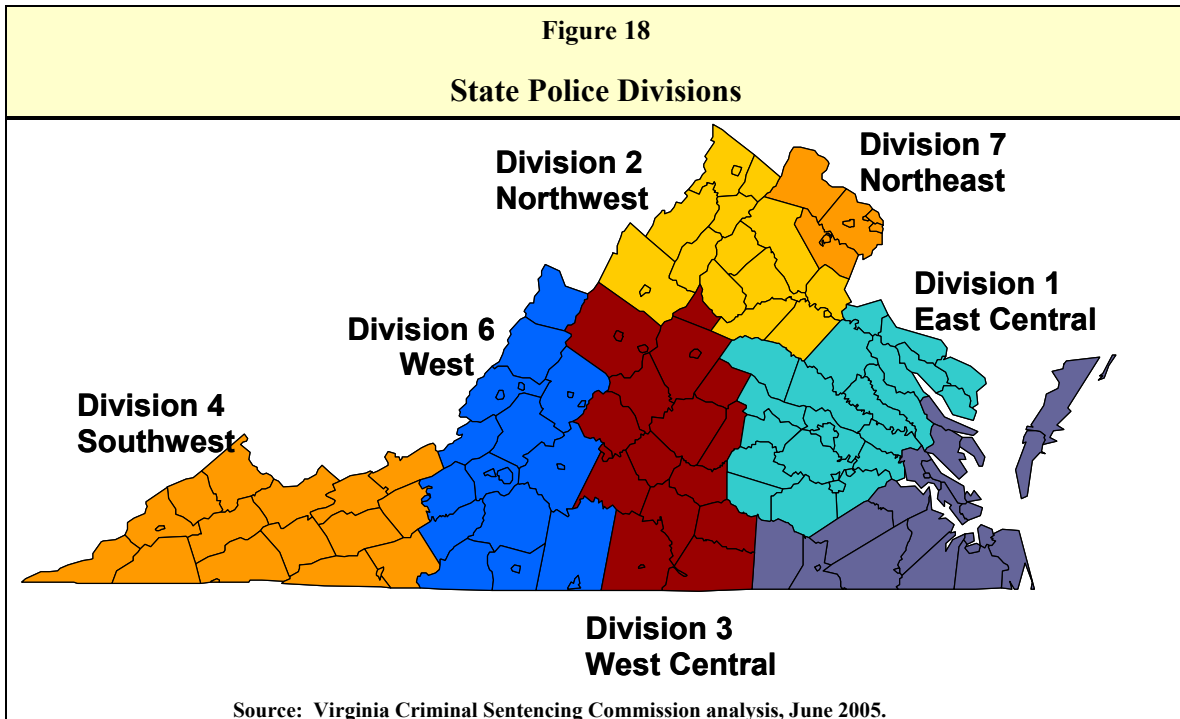 Figure 18
State Police Divisions
Division 2
Northwest
Division 7
Northeast
Division 1
East Central
Division 6
West
Division 4
Southwest
Division 3
West Central
Source: Virginia Criminal Sentencing Commission analysis, June 2005.